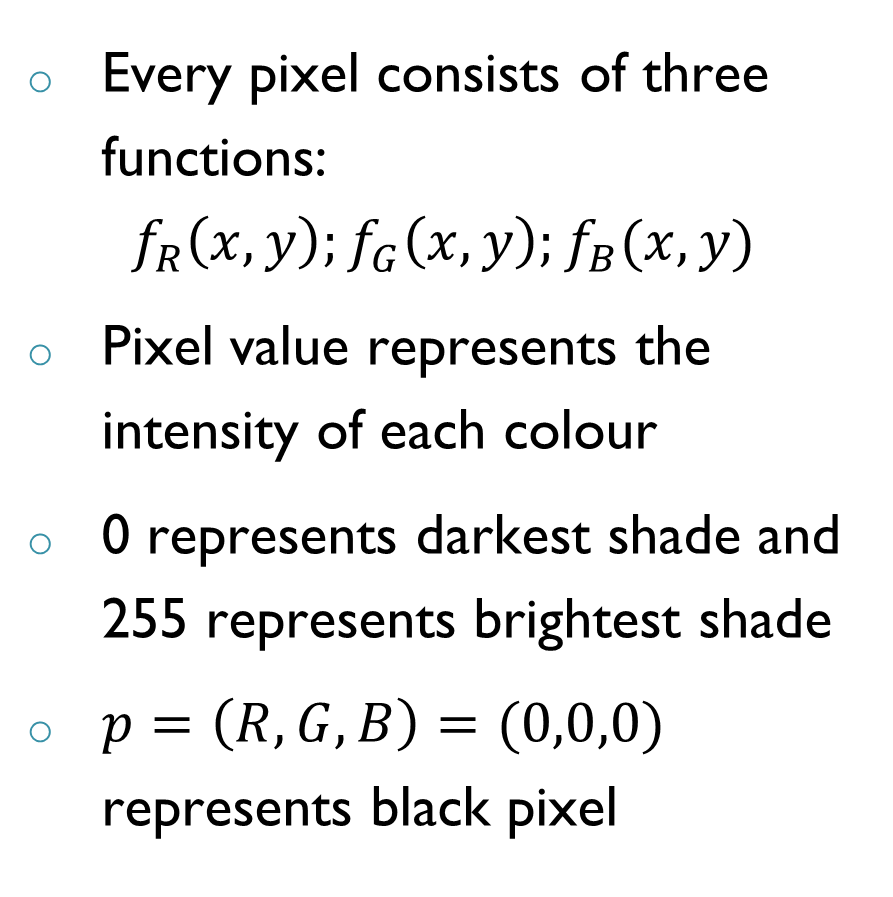 Every pixel consists of three
functions:
f_R(x, y); f_G(x, y); f_B(x, y)
Pixel value represents the
intensity of each colour
0 represents darkest shade and
255 represents brightest shade
p = (R, G, B) = (0,0,0)
represents black pixel